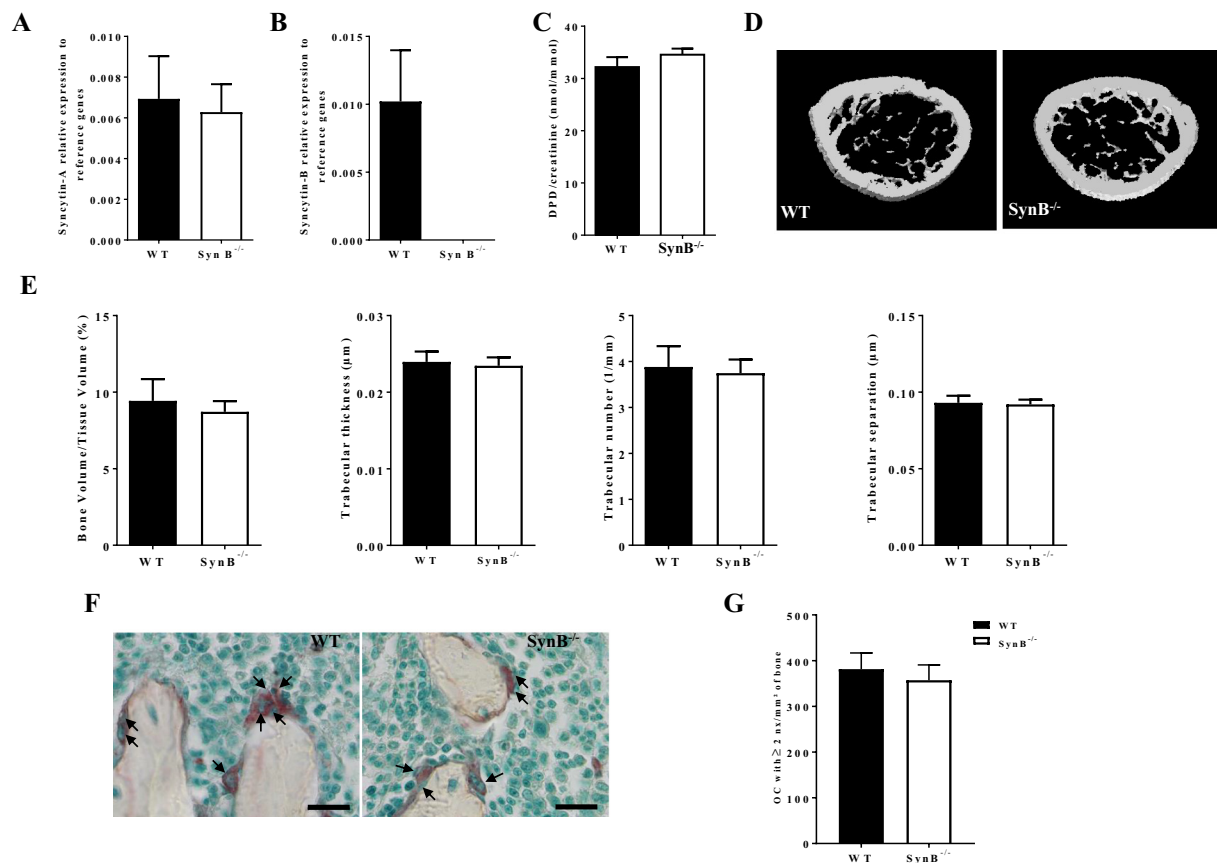 A
Syncytin-A relative expression to
reference genes
0.010
0.008
0.006
0.004
0.002
0.000
WT
Syn B-/-
B
Syncytin-B relative expression to
reference genes
0.015
0.010
0.005
0.000
WT
Syn B-/-
C
DPD/creatinine (nmol/mmol)
40
30
20
10
0
WT
SynB-/-
D
WT
SynB-/-
E
Bone Volume/Tissue Volume (%)
15
10
5
0
WT
SynB-/-
Trabecular thickness (µm)
0.03
0.02
0.01
0.00
WT
SynB-/-
Trabecular number (1/mm)
5
4
3
2
1
0
WT
SynB-/-
Trabecular separation (µm)
0.15
0.10
0.05
0.00
WT
SynB-/-
F
WT
SynB-/-
G
OC with ≥ 2 nx/mm² of bone
500
400
300
200
100
0
WT
SynB-/-
WT
SynB-/-